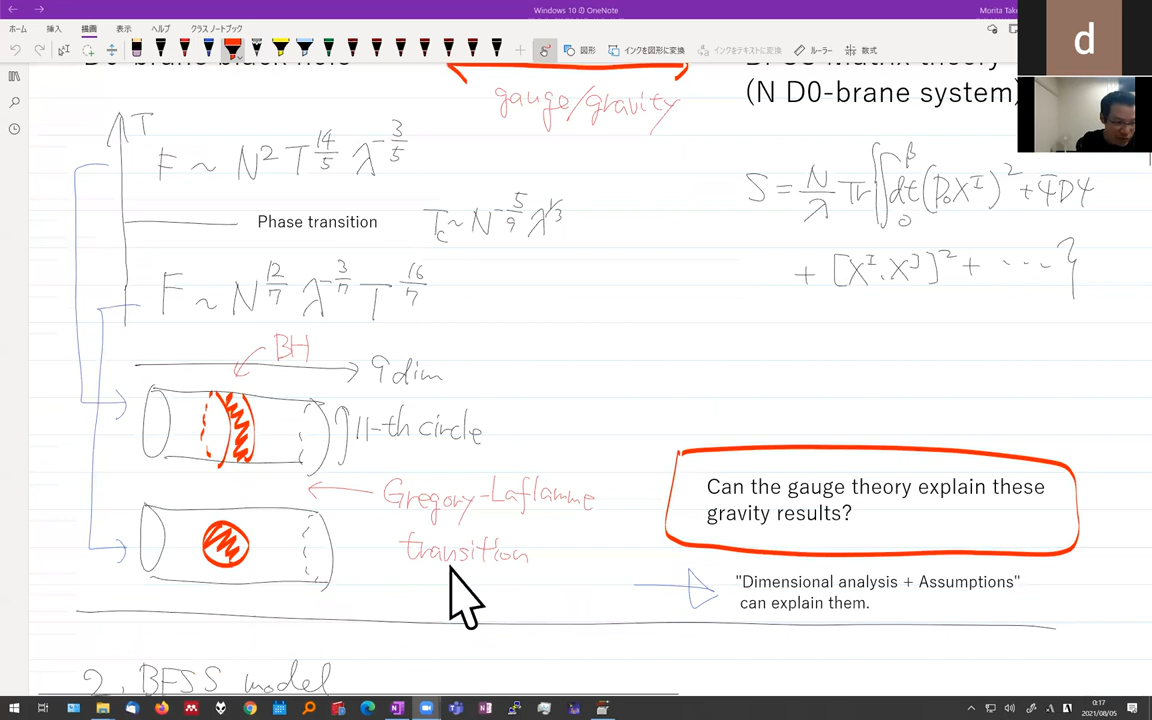 Windows 10 の OneNote
Morita Take
ホーム 挿入 描画 表示 ヘルプ クラス ノートブック
図形 インクを図形に変換 インクをテキストに変換 ルーラー 数式
D0-brane black hole
gauge/gravity
BFSS Matrix theory
(N D0-brane system)
d
T
F ~ N^2 T^{14/5} λ^{-3/5}
Phase transition
T_c ~ N^{-5/9} λ^{1/3}
F ~ N^{12/7} λ^{-3/7} T^{16/7}
S = N/λ Tr ∫_0^β dt (D_0 X^I)^2 + Ψ̄DΨ
+ [X^I, X^J]^2 + ···· }
BH
9 dim
11-th circle
Gregory-Laflamme
transition
Can the gauge theory explain these
gravity results?
"Dimensional analysis + Assumptions"
can explain them.
2. BFSS model
0:17
2021/08/05